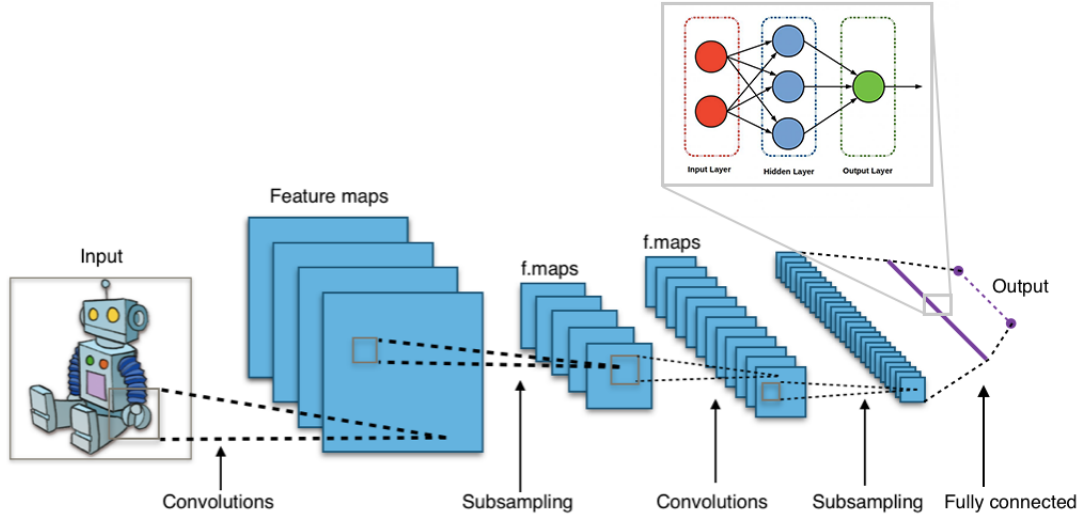 Input Layer
Hidden Layer
Output Layer
Feature maps
Input
f.maps
f.maps
Output
Convolutions
Subsampling
Convolutions
Subsampling
Fully connected